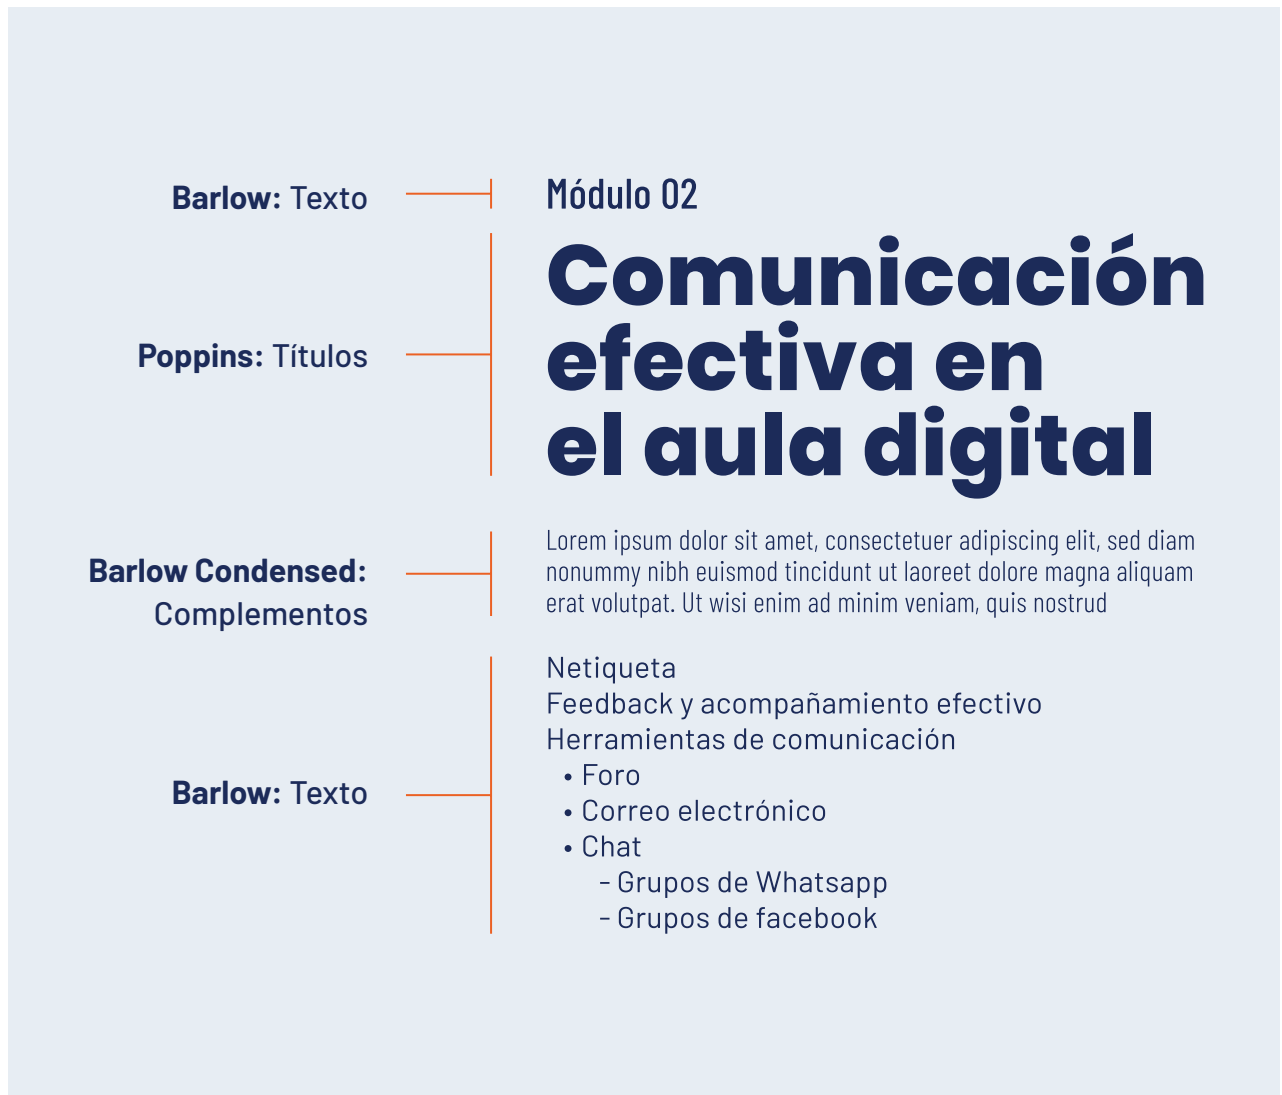 Barlow: Texto
Módulo 02
Poppins: Títulos
Comunicación
efectiva en
el aula digital
Barlow Condensed:
Complementos
Lorem ipsum dolor sit amet, consectetuer adipiscing elit, sed diam
nonummy nibh euismod tincidunt ut laoreet dolore magna aliquam
erat volutpat. Ut wisi enim ad minim veniam, quis nostrud
Barlow: Texto
Netiqueta
Feedback y acompañamiento efectivo
Herramientas de comunicación
• Foro
• Correo electrónico
• Chat
- Grupos de Whatsapp
- Grupos de facebook